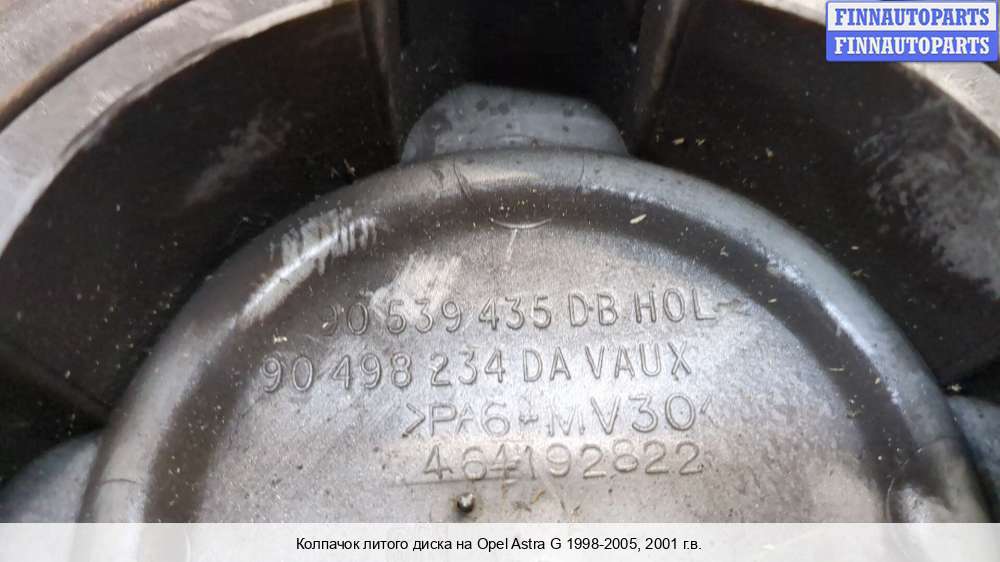 FINNAUTOPARTS
FINNAUTOPARTS
90 539 435 DB HOL
90 498 234 DA VAUX
>PA6+MV30<
464192822
Колпачок литого диска на Opel Astra G 1998-2005, 2001 г.в.